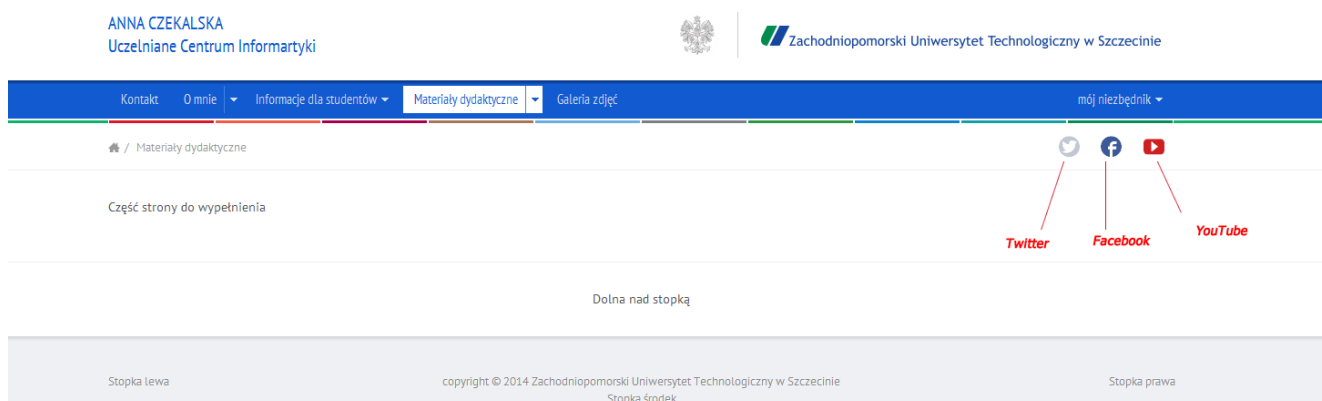 ANNA CZEKALSKA
Uczelniane Centrum Informartyki
Zachodniopomorski Uniwersytet Technologiczny w Szczecinie
Kontakt O mnie Informacje dla studentów Materiały dydaktyczne Galeria zdjęć mój niezbędnik
/ Materiały dydaktyczne
Część strony do wypełnienia
Twitter Facebook YouTube
Dolna nad stopką
Stopka lewa copyright © 2014 Zachodniopomorski Uniwersytet Technologiczny w Szczecinie Stopka prawa
Stopka środek